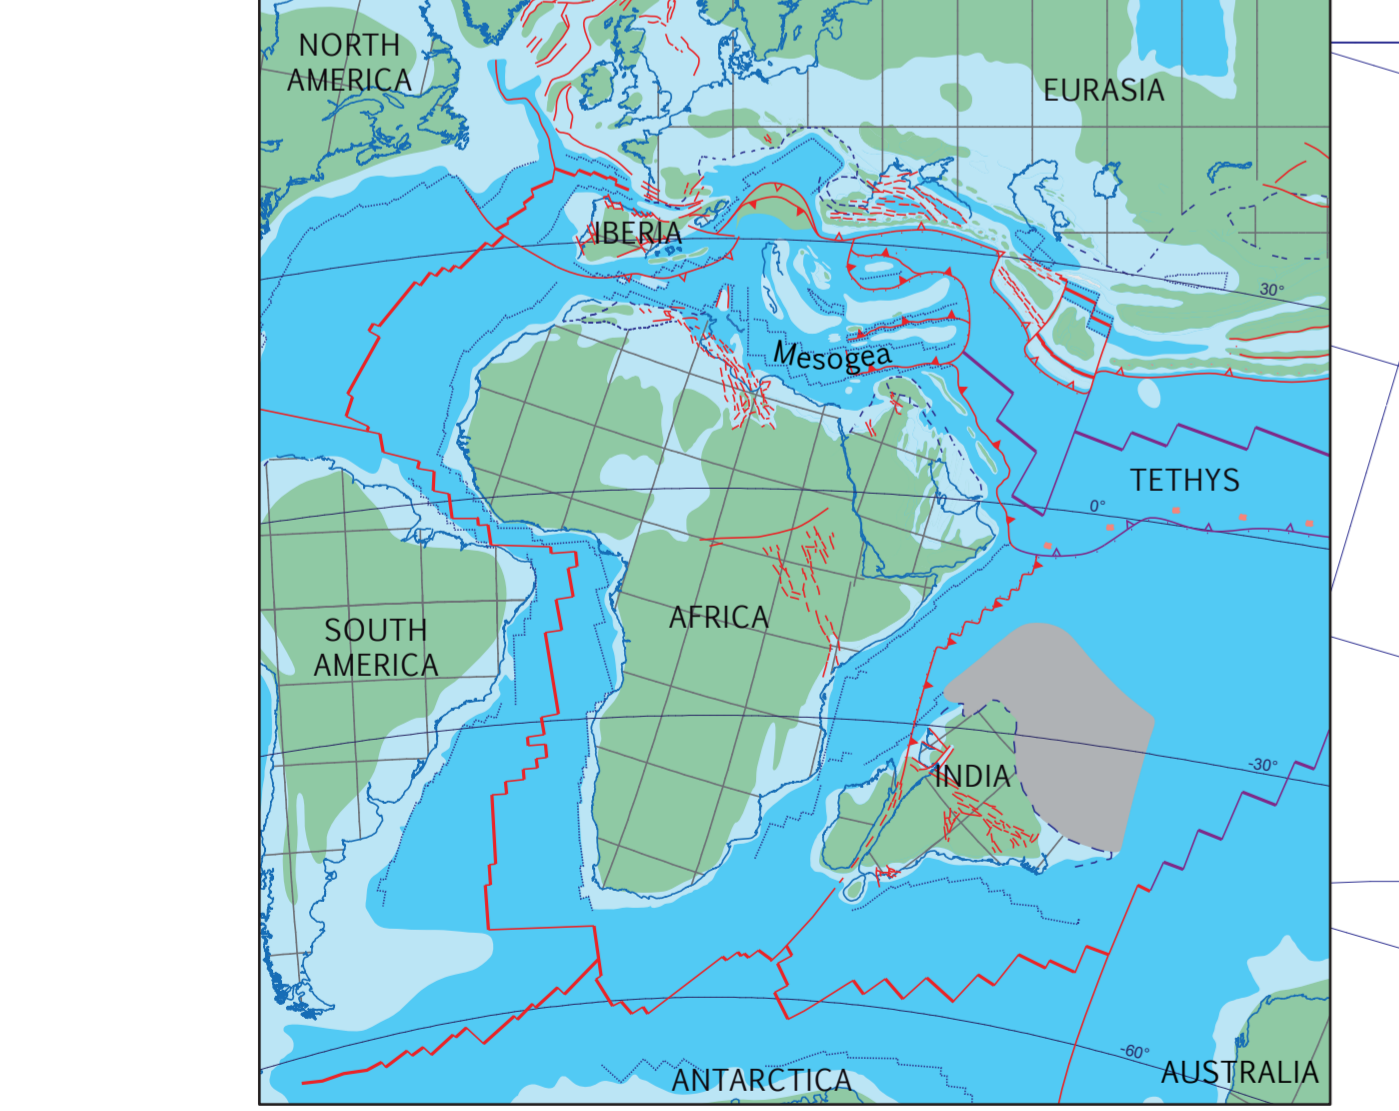 NORTH
AMERICA
EURASIA
IBERIA
30°
Mesogea
TETHYS
0°
AFRICA
SOUTH
AMERICA
-30°
INDIA
-60°
AUSTRALIA
ANTARCTICA